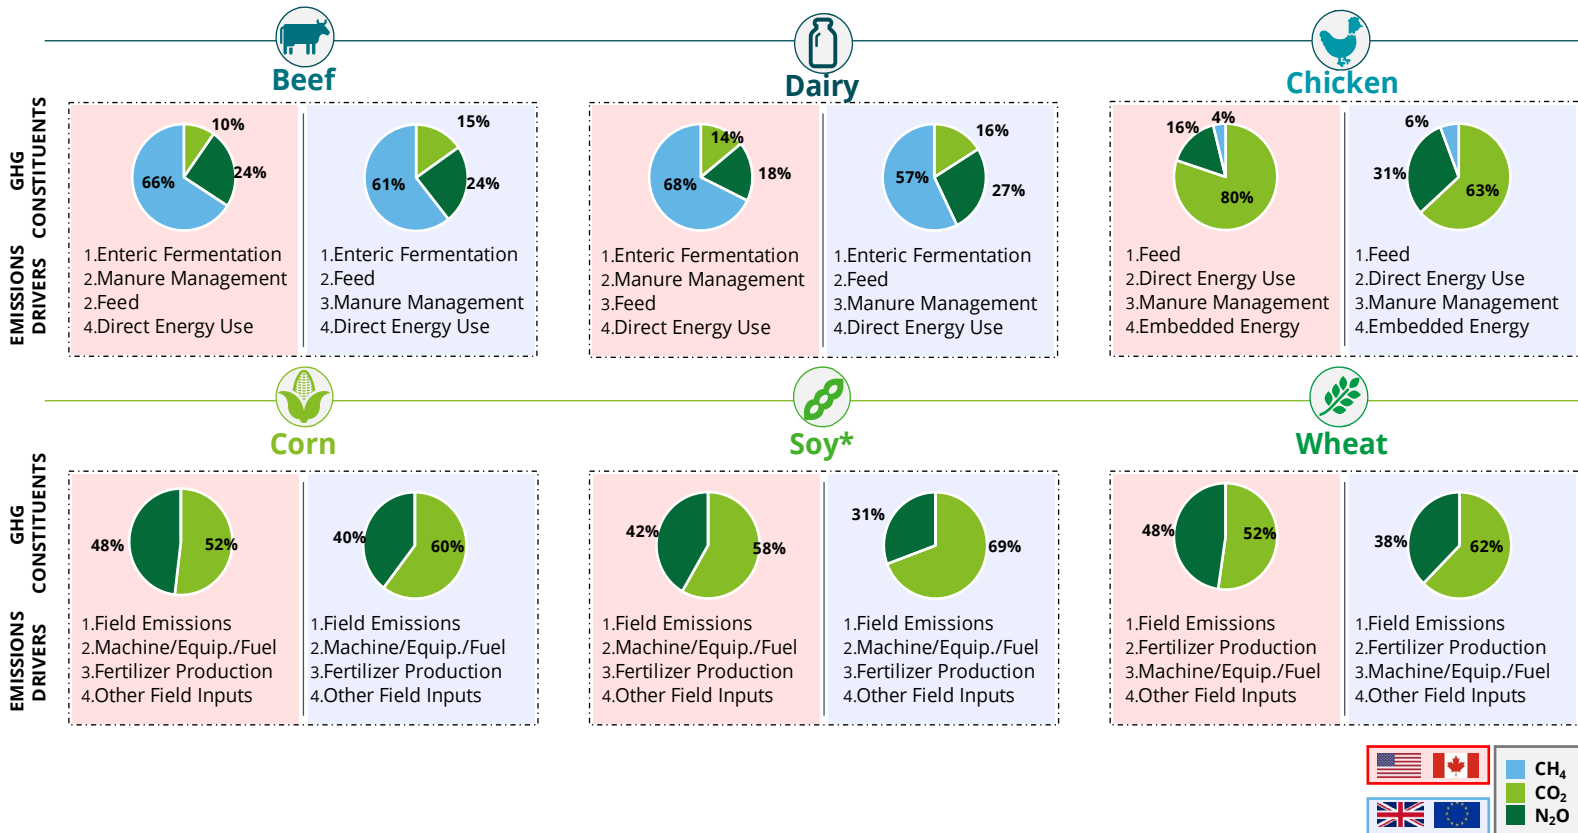 Beef
Dairy
Chicken
GHG
CONSTITUENTS
10%
24%
66%
15%
24%
61%
14%
18%
68%
16%
27%
57%
4%
16%
80%
6%
31%
63%
EMISSIONS
DRIVERS
1.Enteric Fermentation
2.Manure Management
2.Feed
4.Direct Energy Use
1.Enteric Fermentation
2.Feed
3.Manure Management
4.Direct Energy Use
1.Enteric Fermentation
2.Manure Management
3.Feed
4.Direct Energy Use
1.Enteric Fermentation
2.Feed
3.Manure Management
4.Direct Energy Use
1.Feed
2.Direct Energy Use
3.Manure Management
4.Embedded Energy
1.Feed
2.Direct Energy Use
3.Manure Management
4.Embedded Energy
Corn
Soy*
Wheat
GHG
CONSTITUENTS
48%
52%
40%
60%
42%
58%
31%
69%
48%
52%
38%
62%
EMISSIONS
DRIVERS
1.Field Emissions
2.Machine/Equip./Fuel
3.Fertilizer Production
4.Other Field Inputs
1.Field Emissions
2.Machine/Equip./Fuel
3.Fertilizer Production
4.Other Field Inputs
1.Field Emissions
2.Machine/Equip./Fuel
3.Fertilizer Production
4.Other Field Inputs
1.Field Emissions
2.Machine/Equip./Fuel
3.Fertilizer Production
4.Other Field Inputs
1.Field Emissions
2.Fertilizer Production
3.Machine/Equip./Fuel
4.Other Field Inputs
1.Field Emissions
2.Fertilizer Production
3.Machine/Equip./Fuel
4.Other Field Inputs
CH₄
CO₂
N₂O